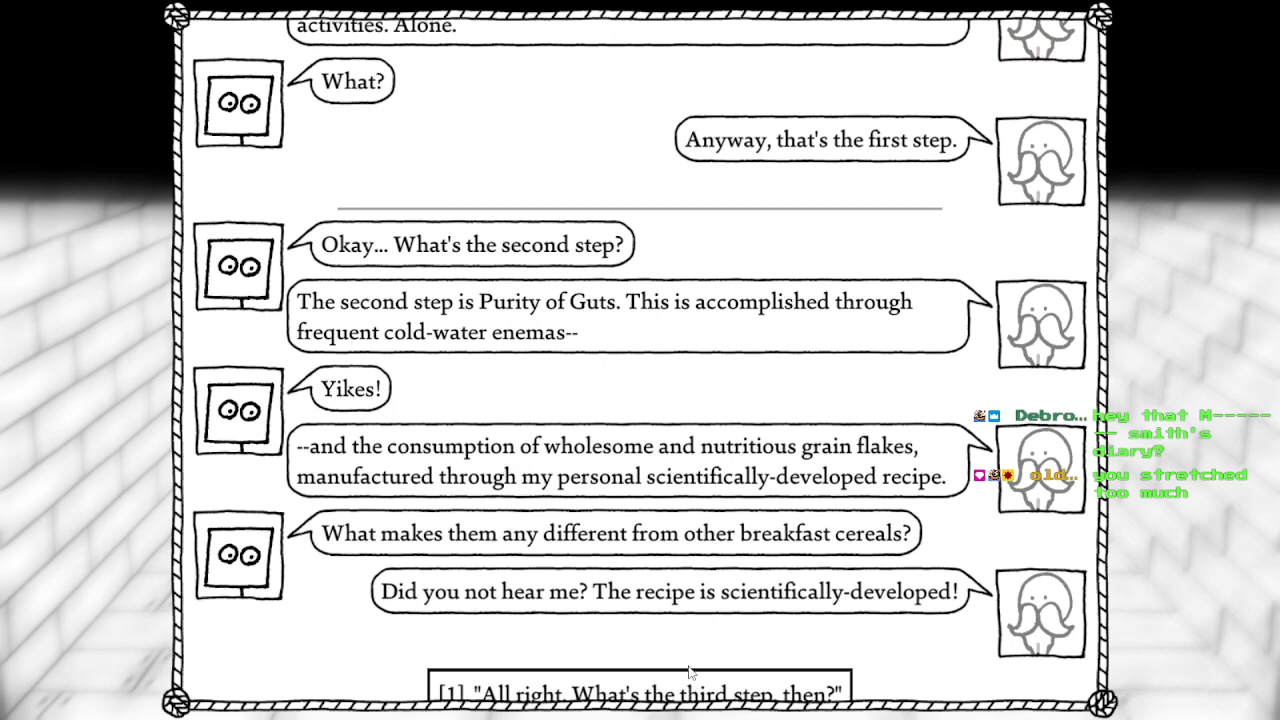 activities. Alone.
What?
Anyway, that's the first step.
Okay... What's the second step?
The second step is Purity of Guts. This is accomplished through
frequent cold-water enemas--
Yikes!
--and the consumption of wholesome and nutritious grain flakes,
manufactured through my personal scientifically-developed recipe.
What makes them any different from other breakfast cereals?
Did you not hear me? The recipe is scientifically-developed!
[1] "All right. What's the third step, then?"
Debro... hey that M-----
-- smith's
diary?
old... you stretched
too much